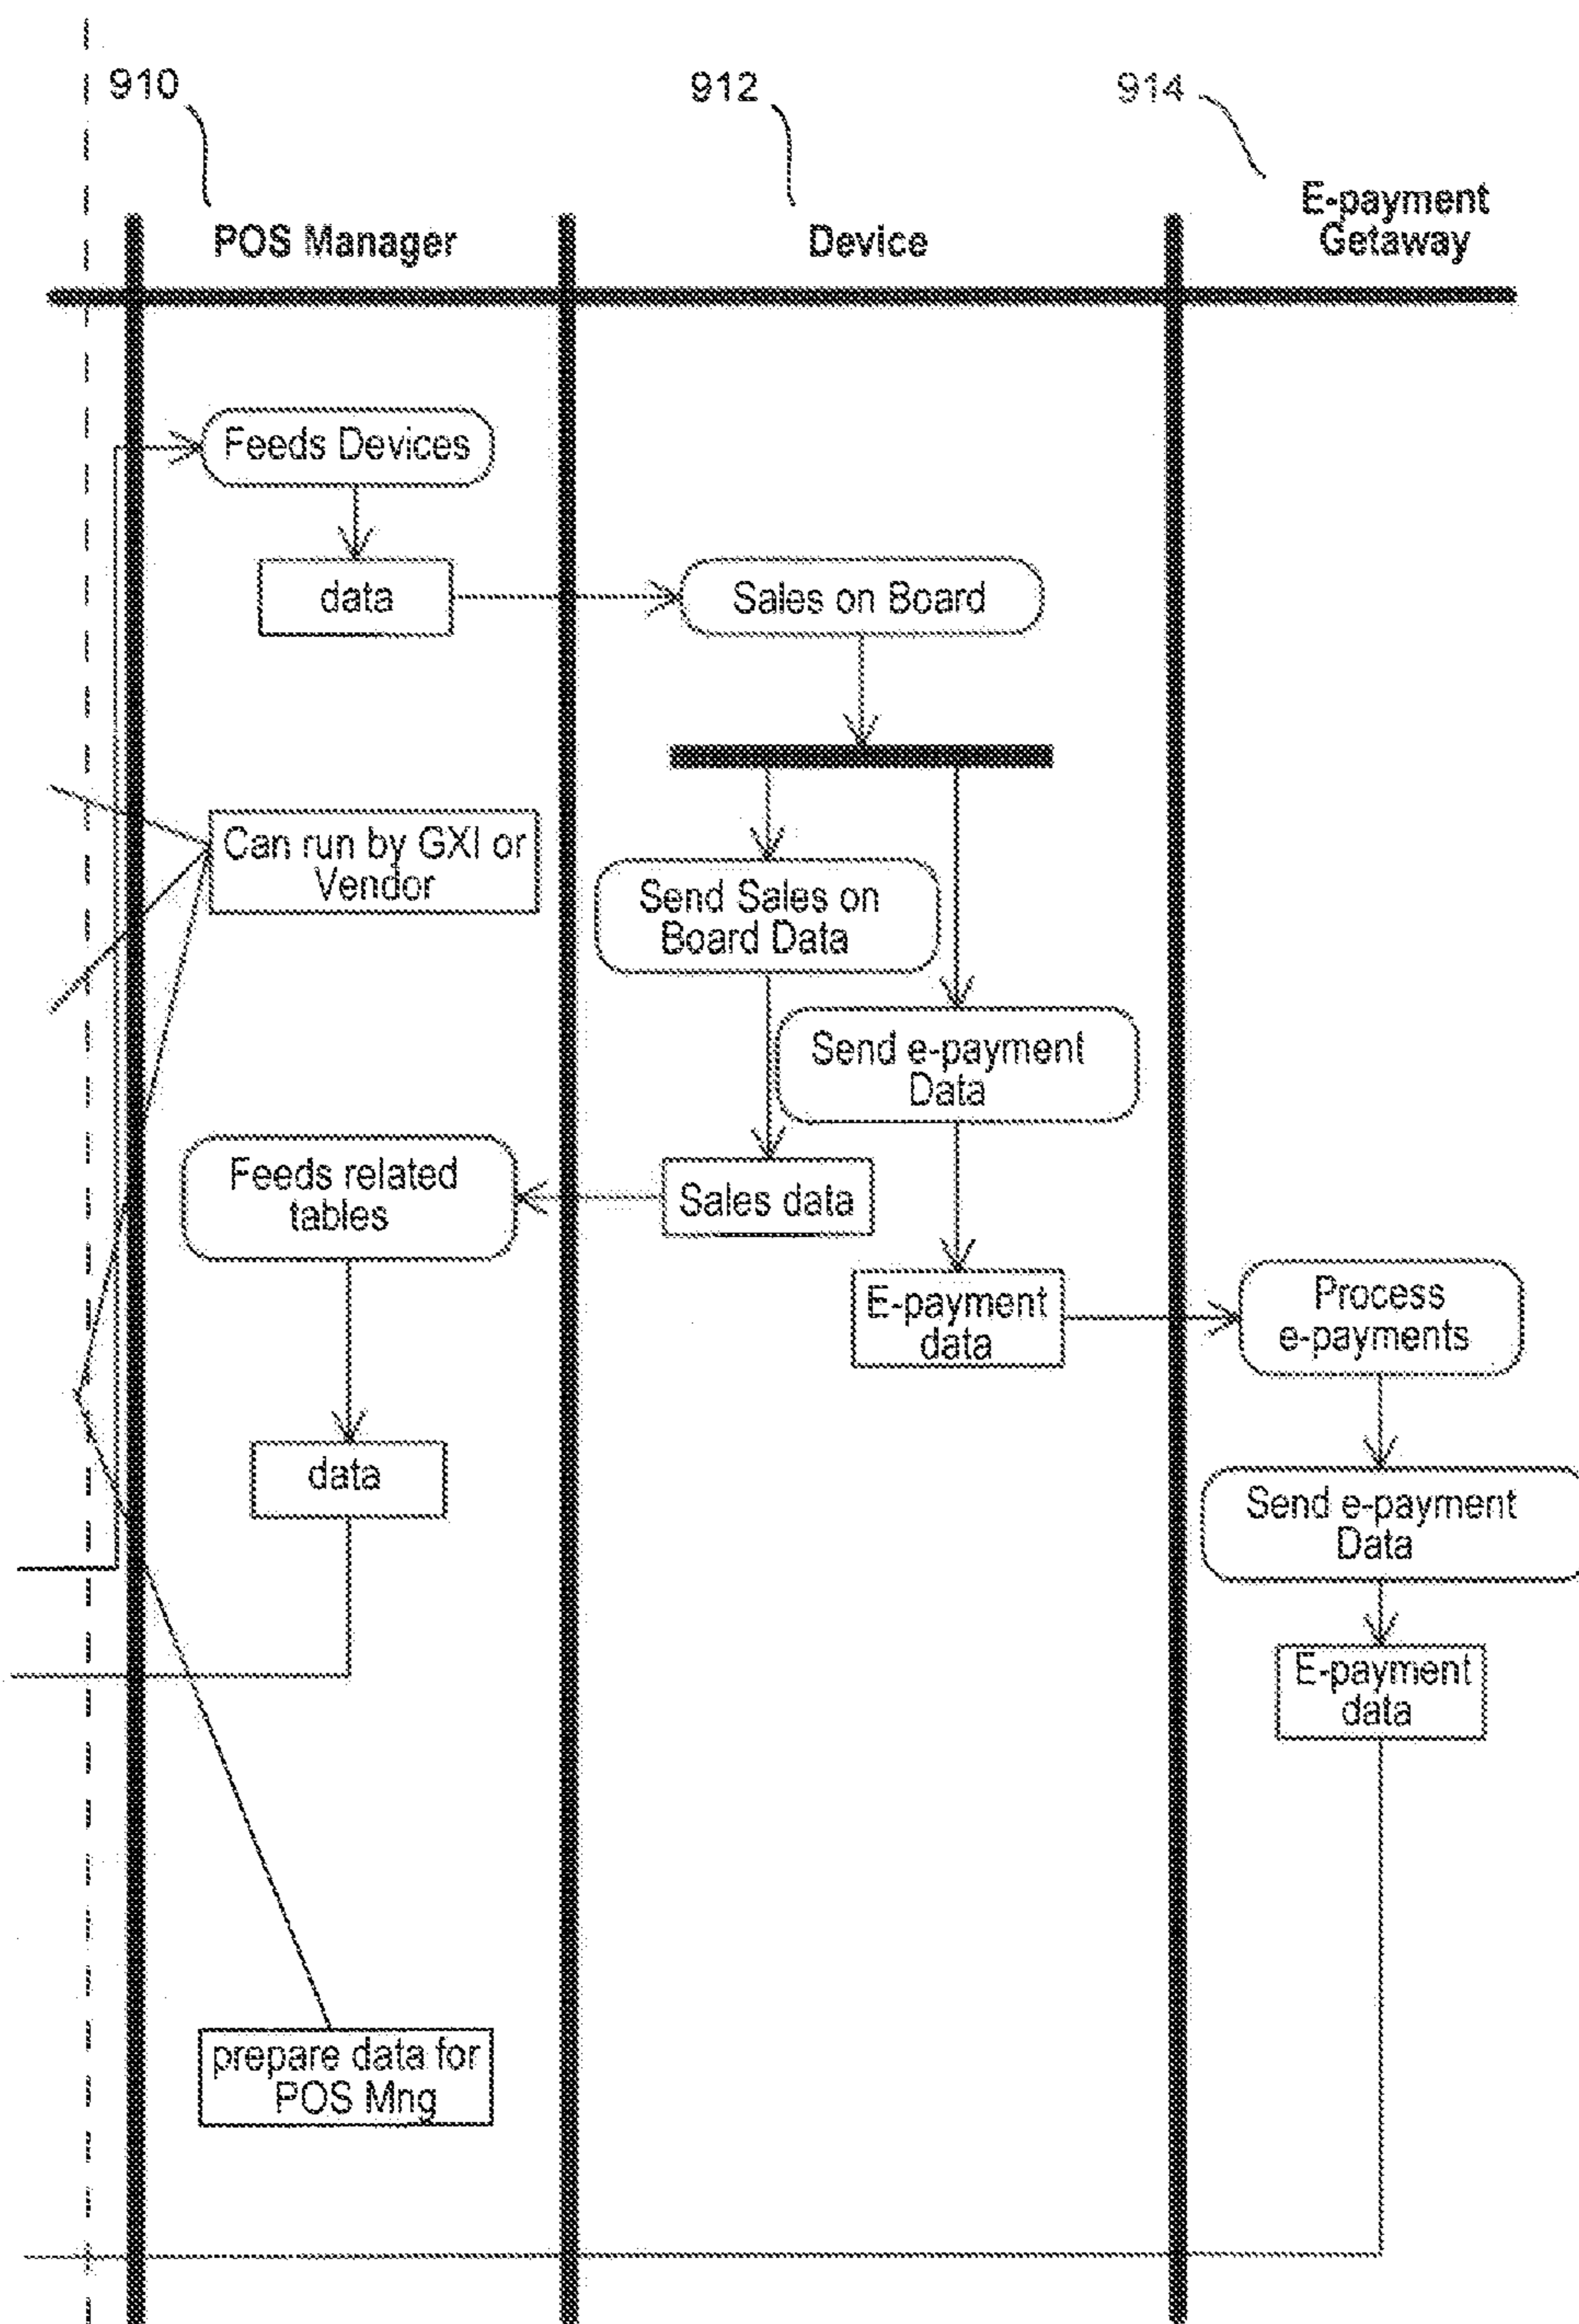 910
912
914
POS Manager
Device
E-payment
Getaway
Feeds Devices
data
Sales on Board
Can run by GXI or
Vendor
Send Sales on
Board Data
Send e-payment
Data
Feeds related
tables
Sales data
E-payment
data
Process
e-payments
data
Send e-payment
Data
E-payment
data
prepare data for
POS Mng